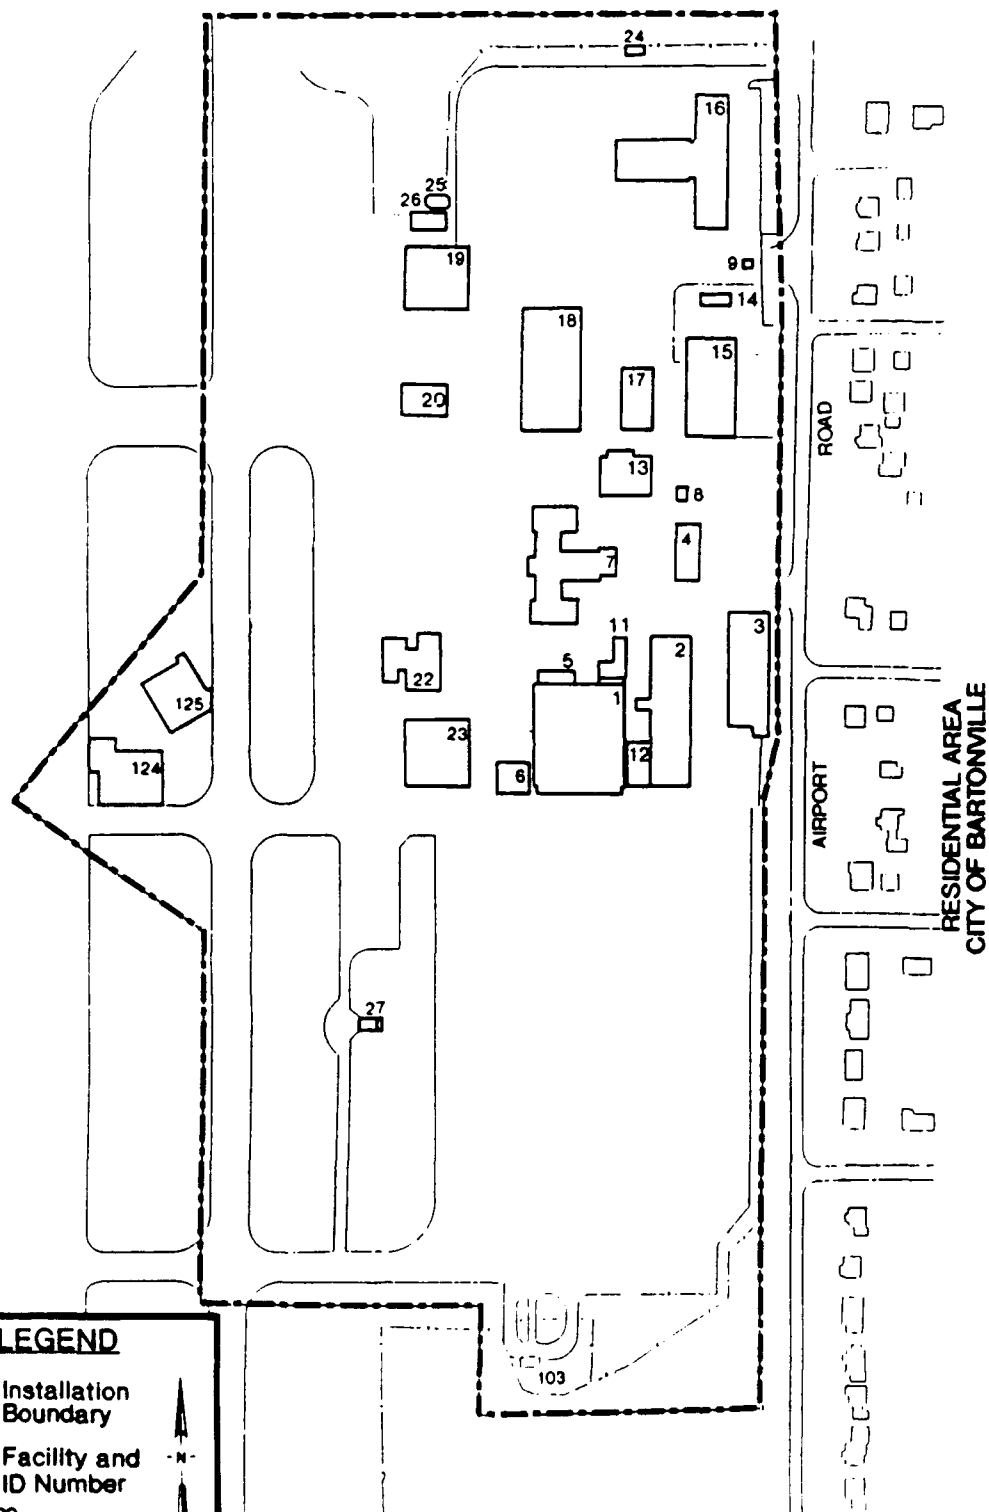 24
16
25
26
19
9
14
18
15
17
20
ROAD
13
8
4
7
11
3
2
5
22
1
125
23
12
124
6
AIRPORT
RESIDENTIAL AREA
CITY OF BARTONVILLE
27
103
LEGEND
Installation
Boundary
Facility and
-N-
ID Number